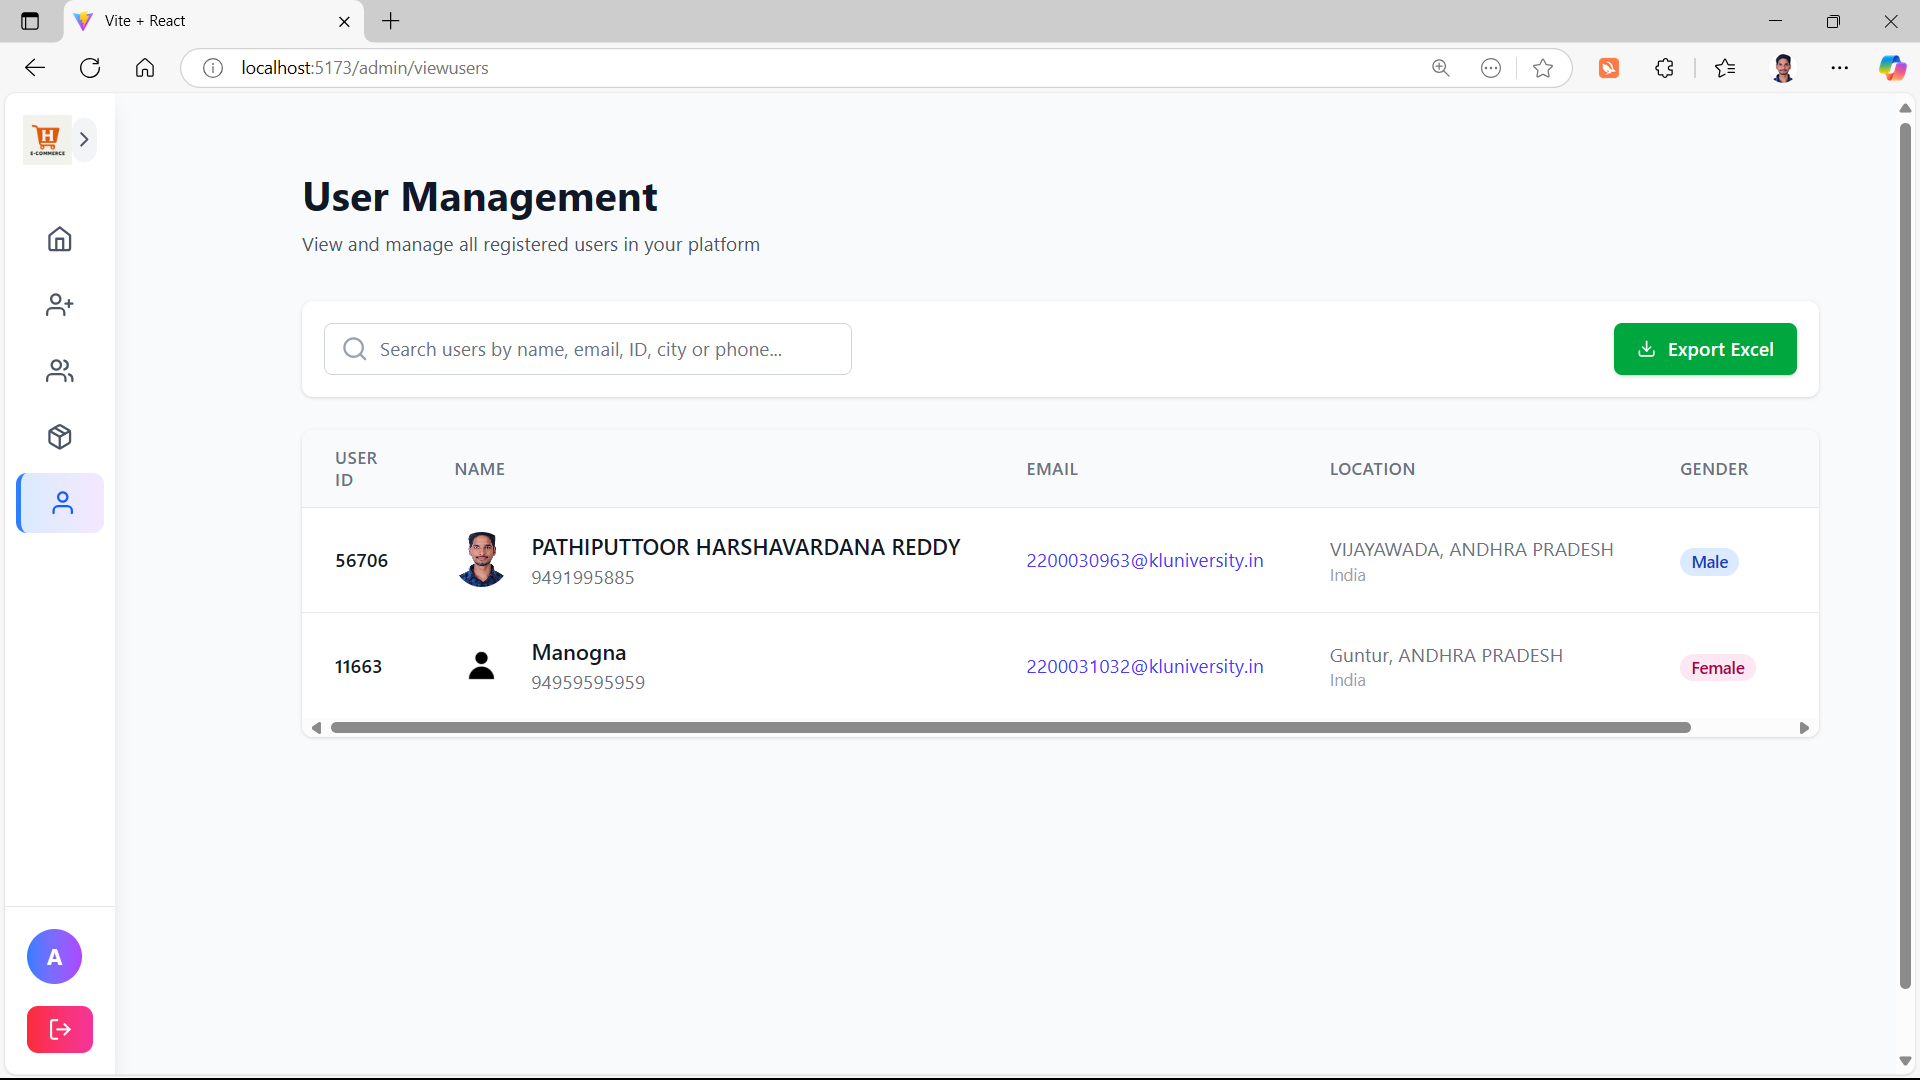 Vite + React
localhost:5173/admin/viewusers
H
E-COMMERCE
User Management
View and manage all registered users in your platform
Search users by name, email, ID, city or phone...
Export Excel
USER ID
NAME
EMAIL
LOCATION
GENDER
56706
PATHIPUTTOOR HARSHAVARDANA REDDY
9491995885
2200030963@kluniversity.in
VIJAYAWADA, ANDHRA PRADESH
India
Male
11663
Manogna
94959595959
2200031032@kluniversity.in
Guntur, ANDHRA PRADESH
India
Female
A